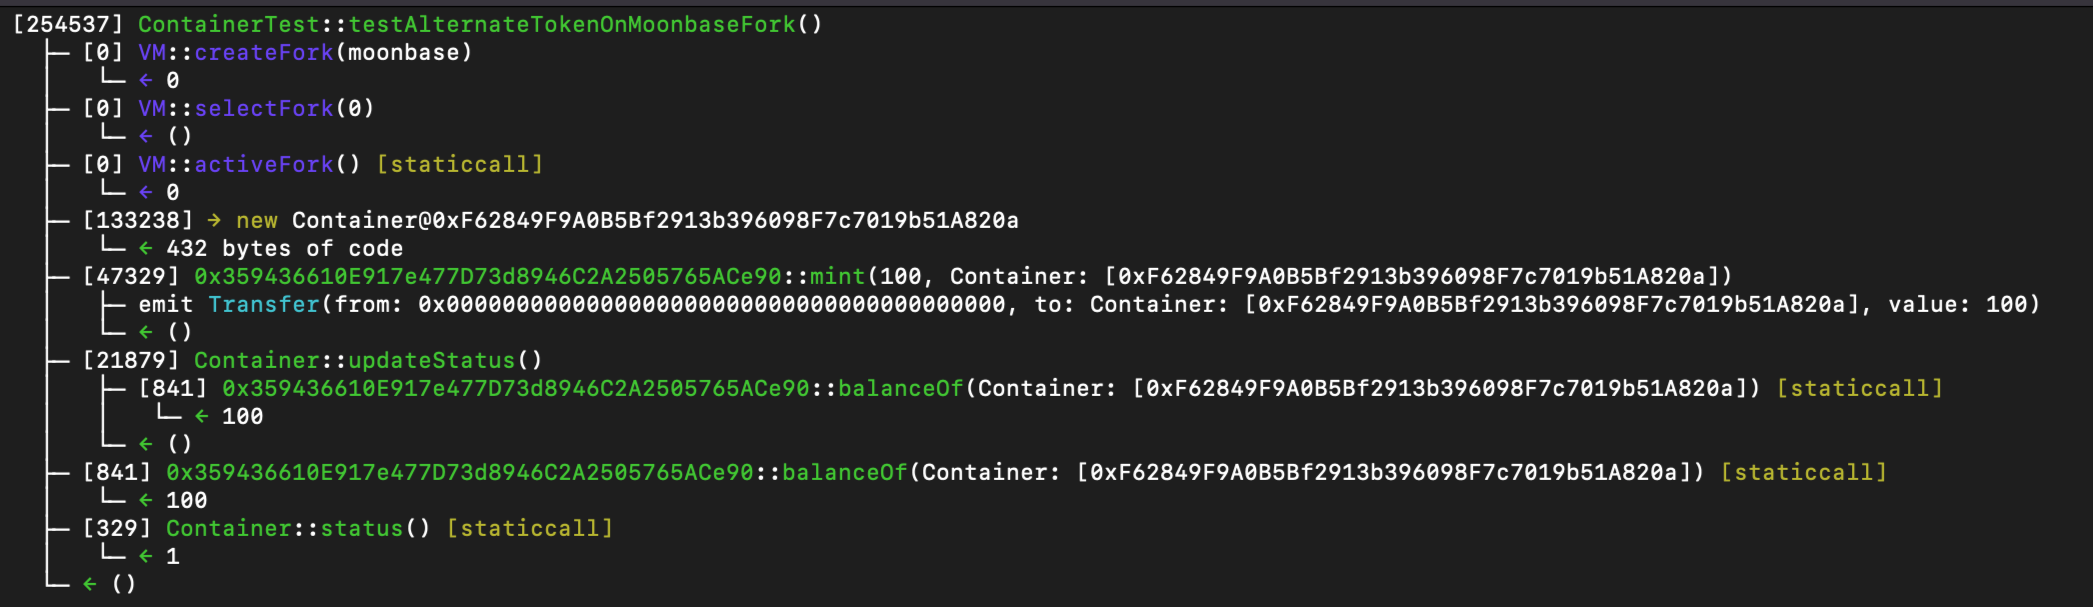 [254537] ContainerTest::testAlternateTokenOnMoonbaseFork()
├─ [0] VM::createFork(moonbase)
│   └─ ← 0
├─ [0] VM::selectFork(0)
│   └─ ← ()
├─ [0] VM::activeFork() [staticcall]
│   └─ ← 0
├─ [133238] → new Container@0xF62849F9A0B5Bf2913b396098F7c7019b51A820a
│   └─ ← 432 bytes of code
├─ [47329] 0x359436610E917e477D73d8946C2A2505765ACe90::mint(100, Container: [0xF62849F9A0B5Bf2913b396098F7c7019b51A820a])
│   ├─ emit Transfer(from: 0x0000000000000000000000000000000000000000, to: Container: [0xF62849F9A0B5Bf2913b396098F7c7019b51A820a], value: 100)
│   └─ ← ()
├─ [21879] Container::updateStatus()
│   ├─ [841] 0x359436610E917e477D73d8946C2A2505765ACe90::balanceOf(Container: [0xF62849F9A0B5Bf2913b396098F7c7019b51A820a]) [staticcall]
│   │   └─ ← 100
│   └─ ← ()
├─ [841] 0x359436610E917e477D73d8946C2A2505765ACe90::balanceOf(Container: [0xF62849F9A0B5Bf2913b396098F7c7019b51A820a]) [staticcall]
│   └─ ← 100
├─ [329] Container::status() [staticcall]
│   └─ ← 1
└─ ← ()